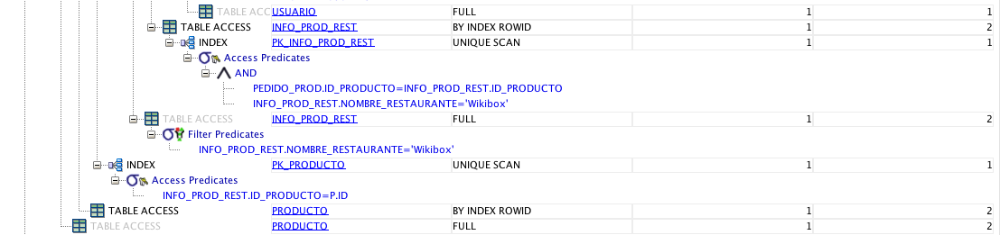 TABLE ACC USUARIO FULL 1 1
TABLE ACCESS INFO_PROD_REST BY INDEX ROWID 1 2
INDEX PK_INFO_PROD_REST UNIQUE SCAN 1 1
Access Predicates
AND
PEDIDO_PROD.ID_PRODUCTO=INFO_PROD_REST.ID_PRODUCTO
INFO_PROD_REST.NOMBRE_RESTAURANTE='Wikibox'
TABLE ACCESS INFO_PROD_REST FULL 1 2
Filter Predicates
INFO_PROD_REST.NOMBRE_RESTAURANTE='Wikibox'
INDEX PK_PRODUCTO UNIQUE SCAN 1 1
Access Predicates
INFO_PROD_REST.ID_PRODUCTO=P.ID
TABLE ACCESS PRODUCTO BY INDEX ROWID 1 2
TABLE ACCESS PRODUCTO FULL 1 2